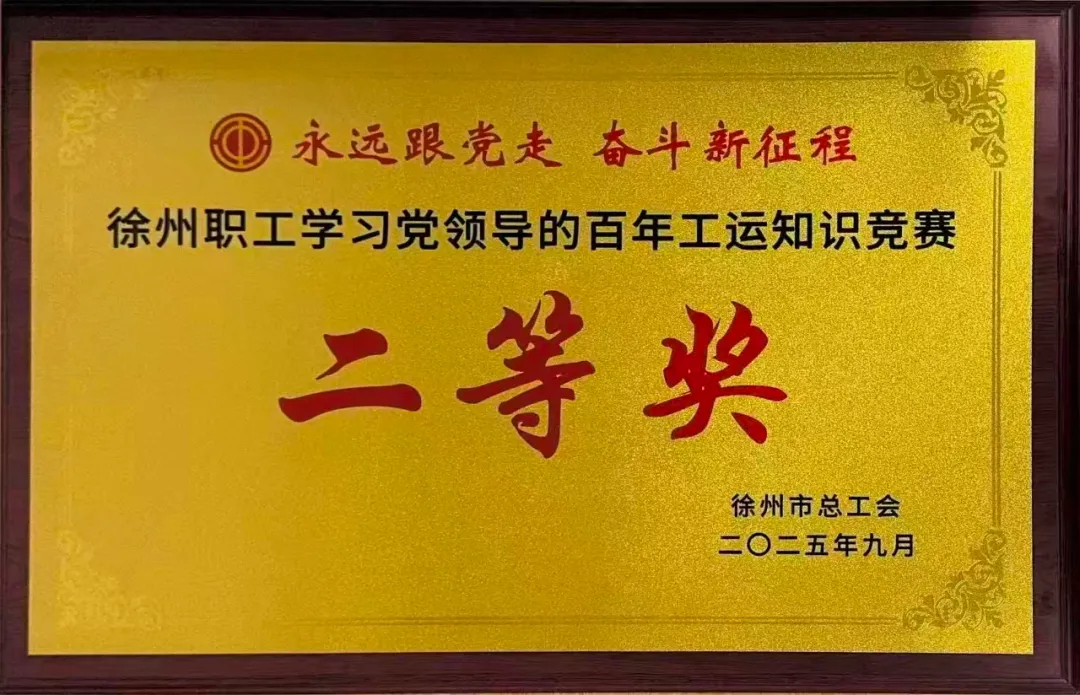 永远跟党走 奋斗新征程
徐州职工学习党领导的百年工运知识竞赛
二等奖
徐州市总工会
二〇二五年九月